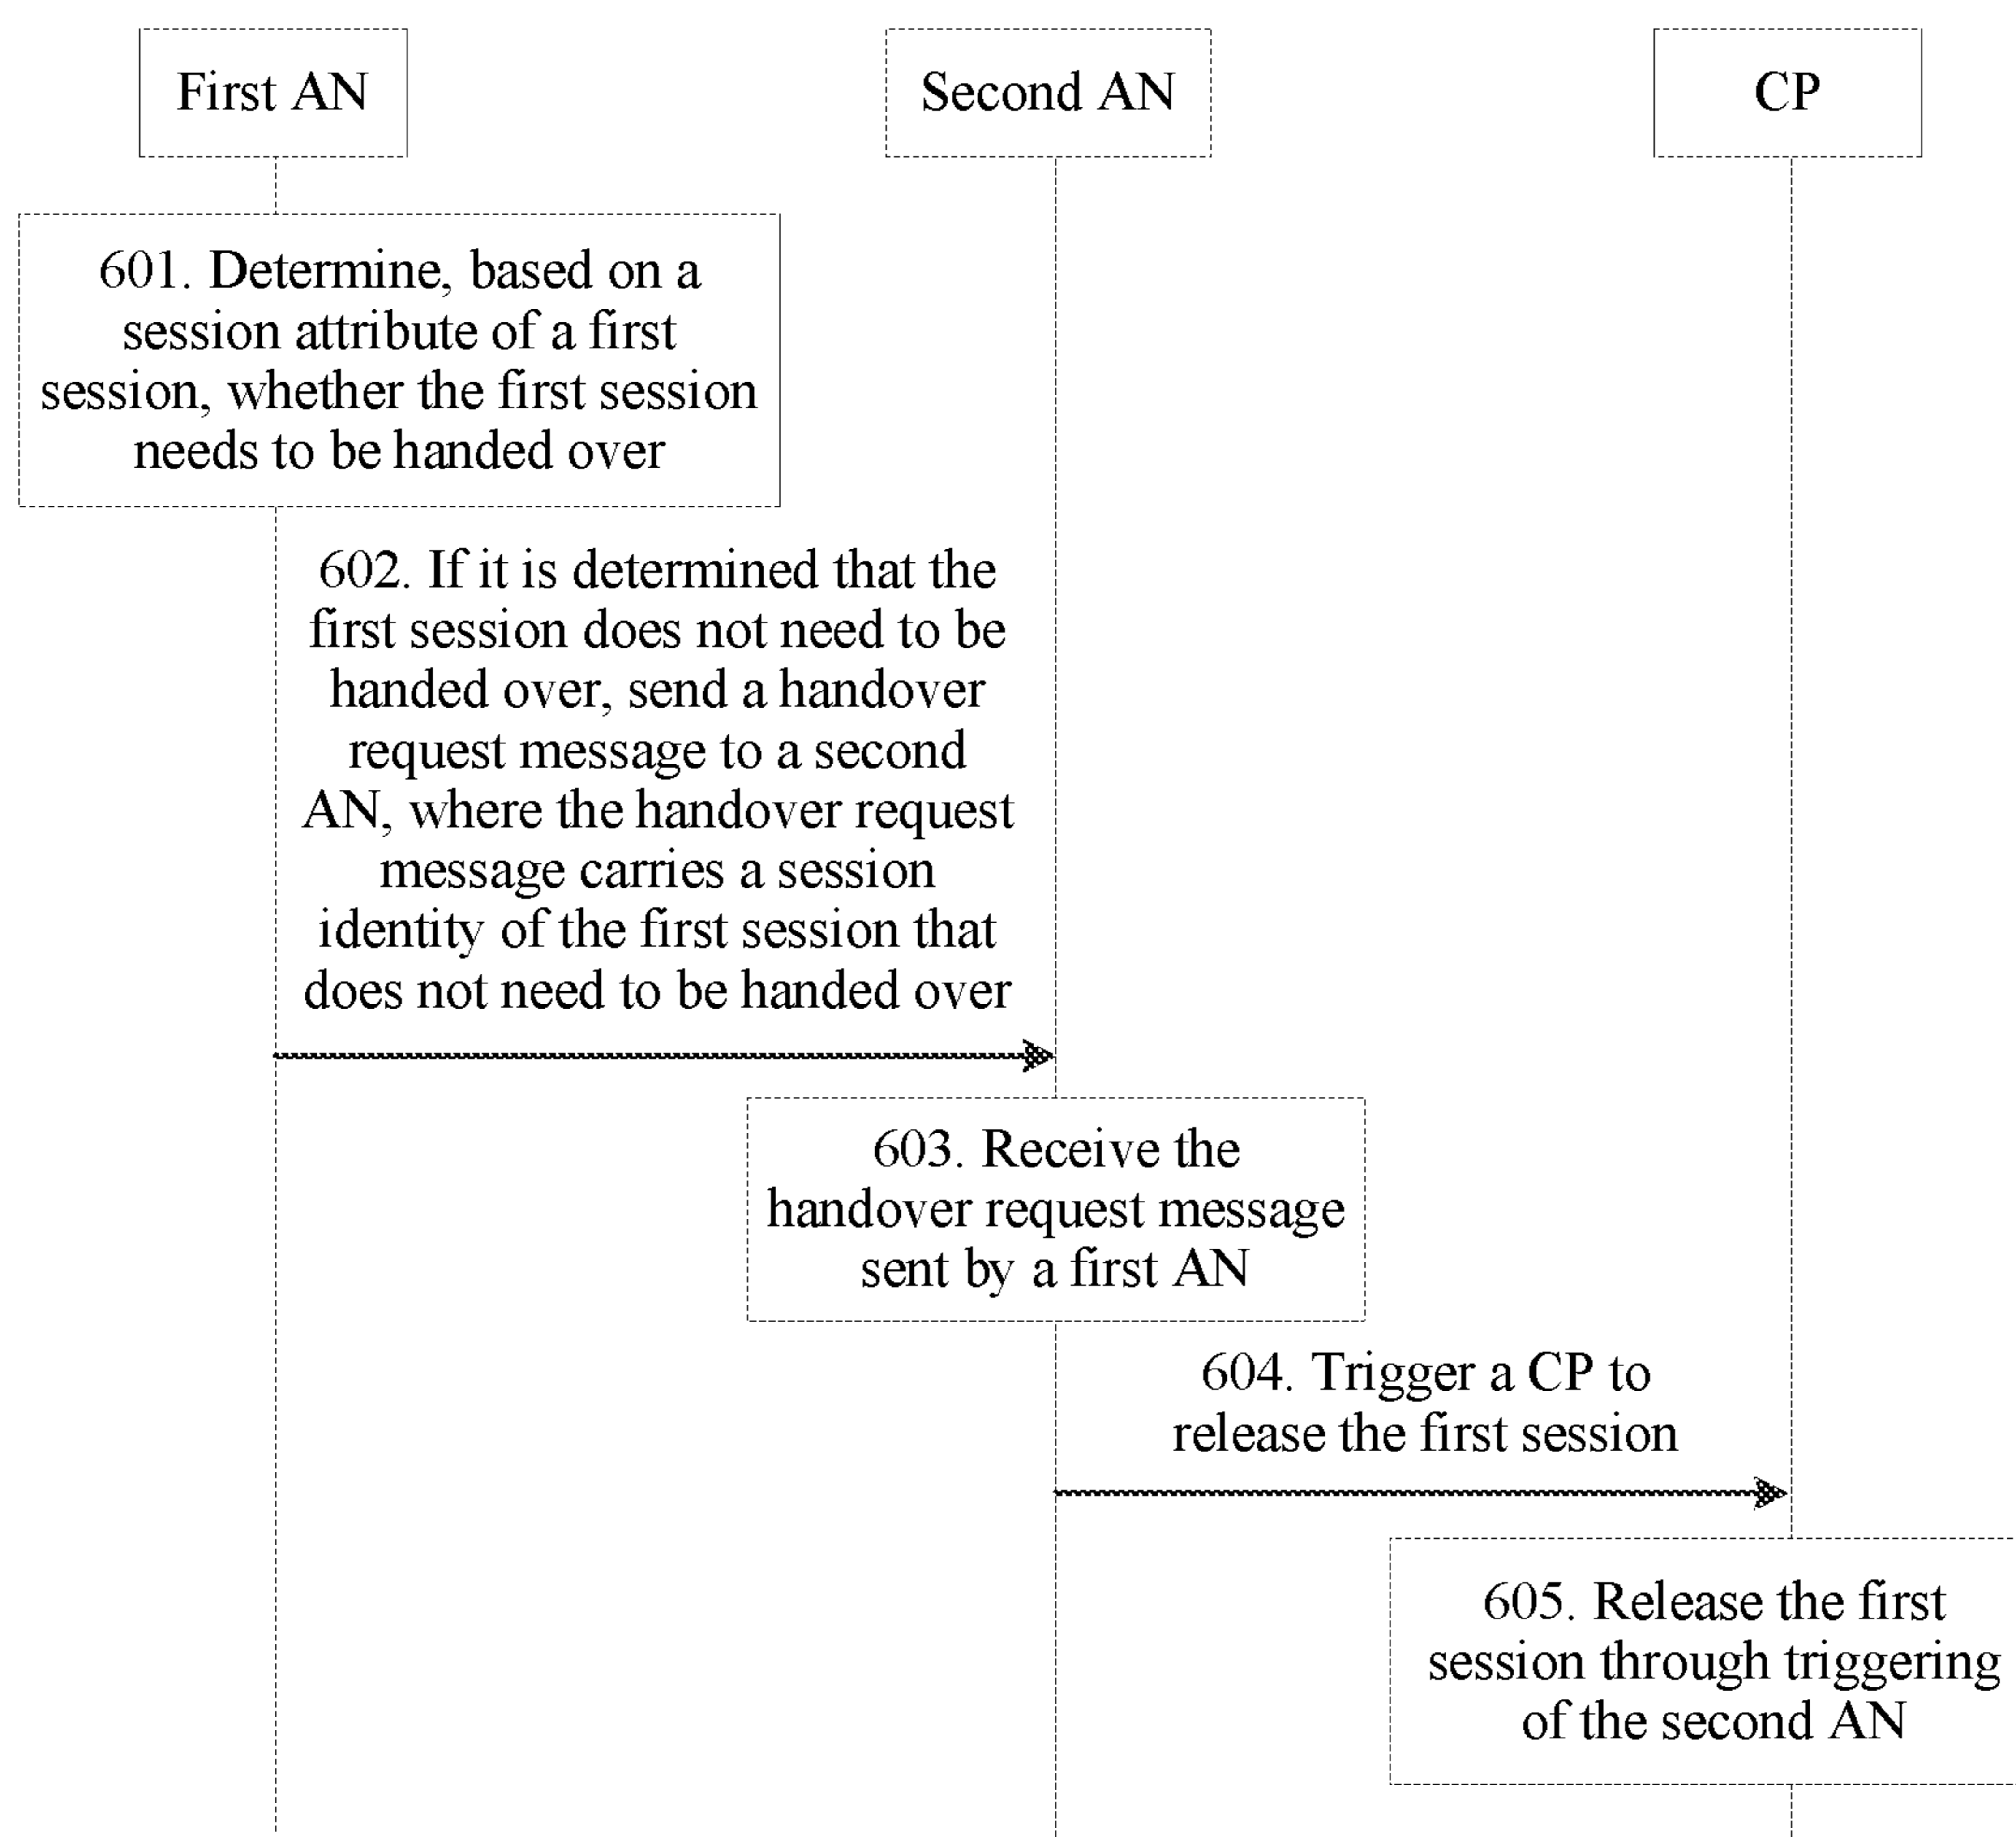 First AN
Second AN
CP
601. Determine, based on a
session attribute of a first
session, whether the first session
needs to be handed over
602. If it is determined that the
first session does not need to be
handed over, send a handover
request message to a second
AN, where the handover request
message carries a session
identity of the first session that
does not need to be handed over
603. Receive the
handover request message
sent by a first AN
604. Trigger a CP to
release the first session
605. Release the first
session through triggering
of the second AN